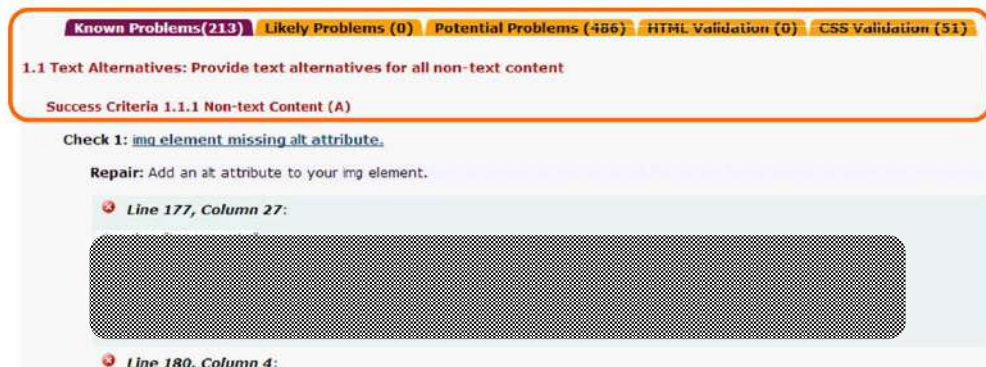 Known Problems(213) Likely Problems (0) Potential Problems (486) HTML Validation (0) CSS Validation (51)
1.1 Text Alternatives: Provide text alternatives for all non-text content
Success Criteria 1.1.1 Non-text Content (A)
Check 1: img element missing alt attribute.
Repair: Add an alt attribute to your img element.
Line 177, Column 27:
Line 180, Column 4: